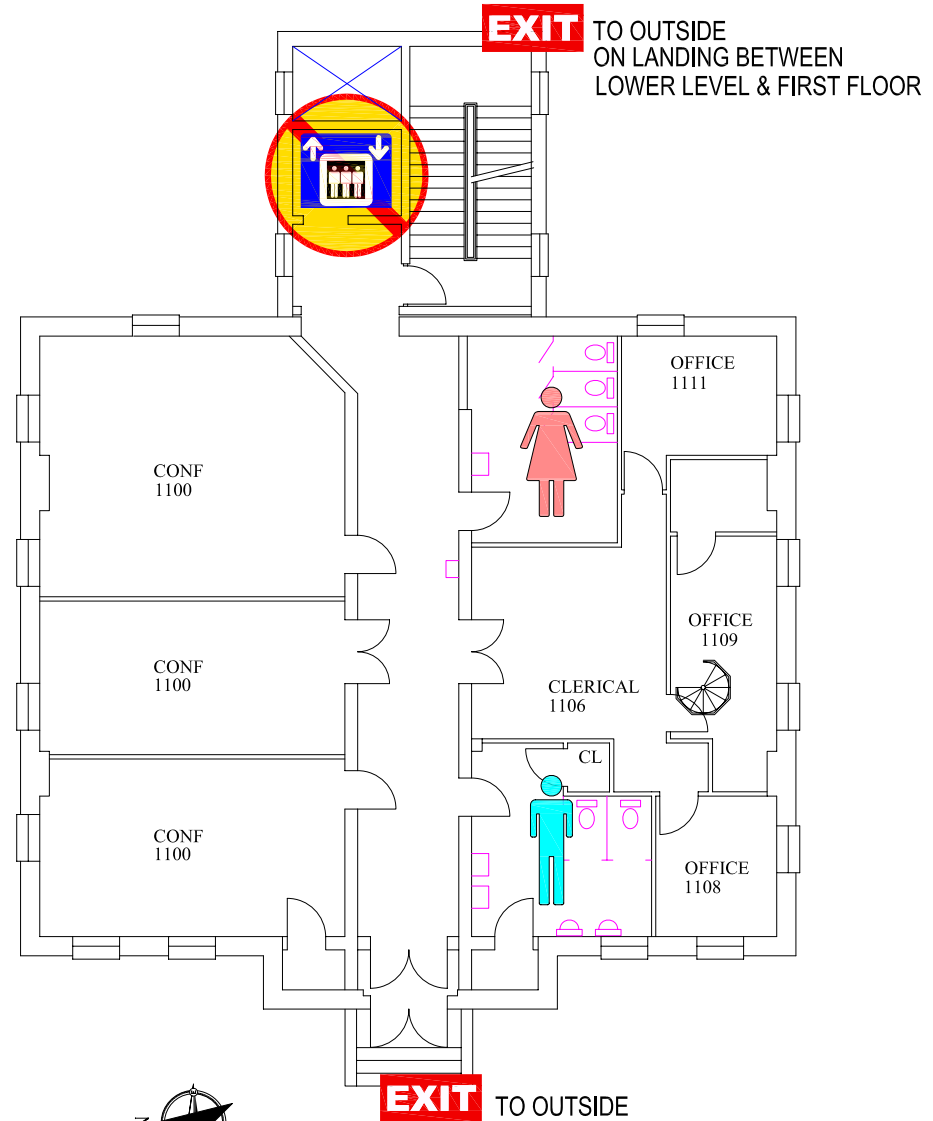 EXIT TO OUTSIDE
ON LANDING BETWEEN
LOWER LEVEL & FIRST FLOOR
OFFICE
1111
CONF
1100
OFFICE
1109
CONF
1100
CLERICAL
1106
CL
CONF
1100
OFFICE
1108
EXIT TO OUTSIDE